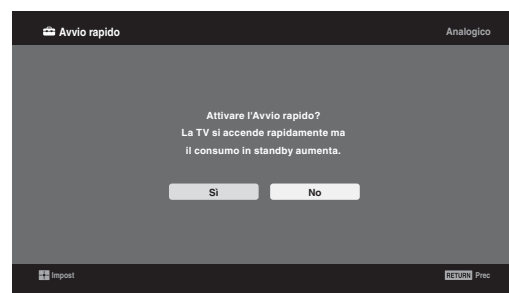 Avvio rapido
Analogico
Attivare l'Avvio rapido?
La TV si accende rapidamente ma
il consumo in standby aumenta.
Sì
No
Impost
RETURN Prec